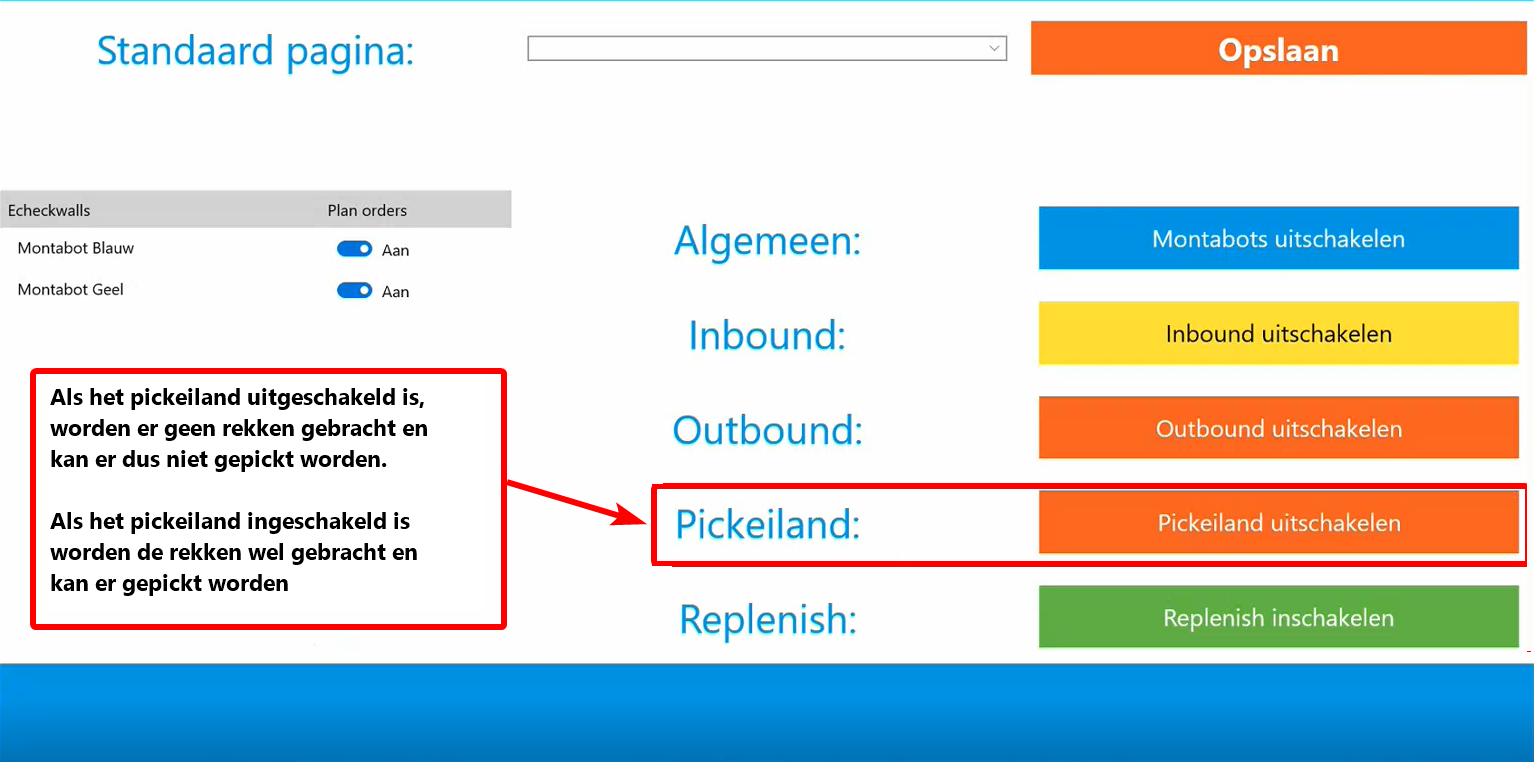 Standaard pagina:
Opslaan
Echeckwalls Plan orders
Montabot Blauw Aan
Montabot Geel Aan
Algemeen: Montabots uitschakelen
Inbound: Inbound uitschakelen
Outbound: Outbound uitschakelen
Pickeiland: Pickeiland uitschakelen
Replenish: Replenish inschakelen
Als het pickeiland uitgeschakeld is,
worden er geen rekken gebracht en
kan er dus niet gepickt worden.
Als het pickeiland ingeschakeld is
worden de rekken wel gebracht en
kan er gepickt worden